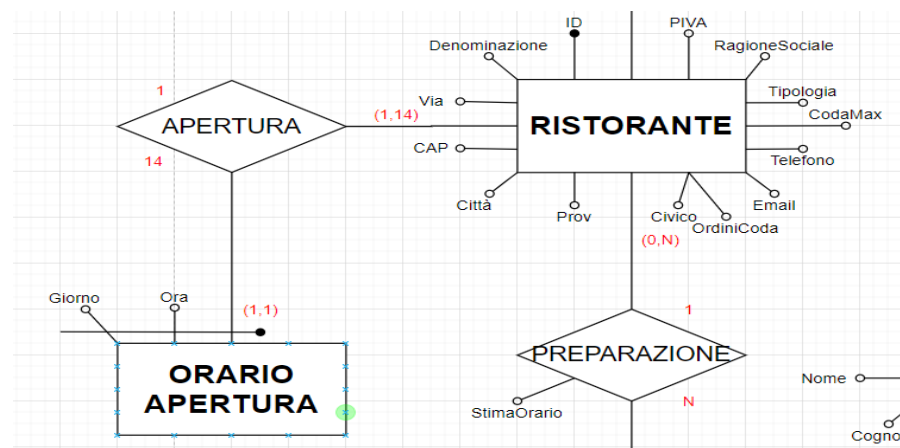 ID
PIVA
Denominazione
RagioneSociale
1
Via
(1,14)
Tipologia
CodaMax
APERTURA
RISTORANTE
14
CAP
Telefono
Città
Prov
Civico
Email
OrdiniCoda
(0,N)
Giorno
Ora
(1,1)
1
PREPARAZIONE
ORARIO
APERTURA
Nome
StimaOrario
N
Cogno